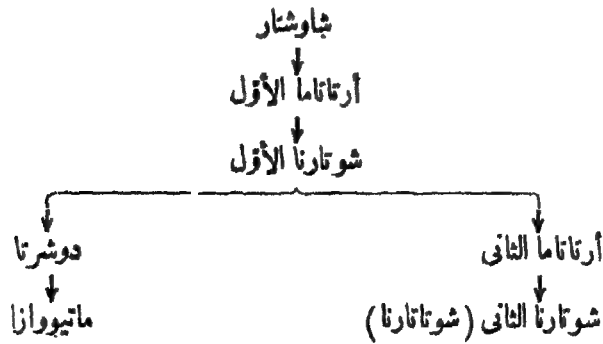 شاوشتار
أرتاتاما الأول
شوتارنا الأول
أرتاتاما الثانى دوشرتا
شوتارنا الثانى (شوتاتارنا) ماتيووازا